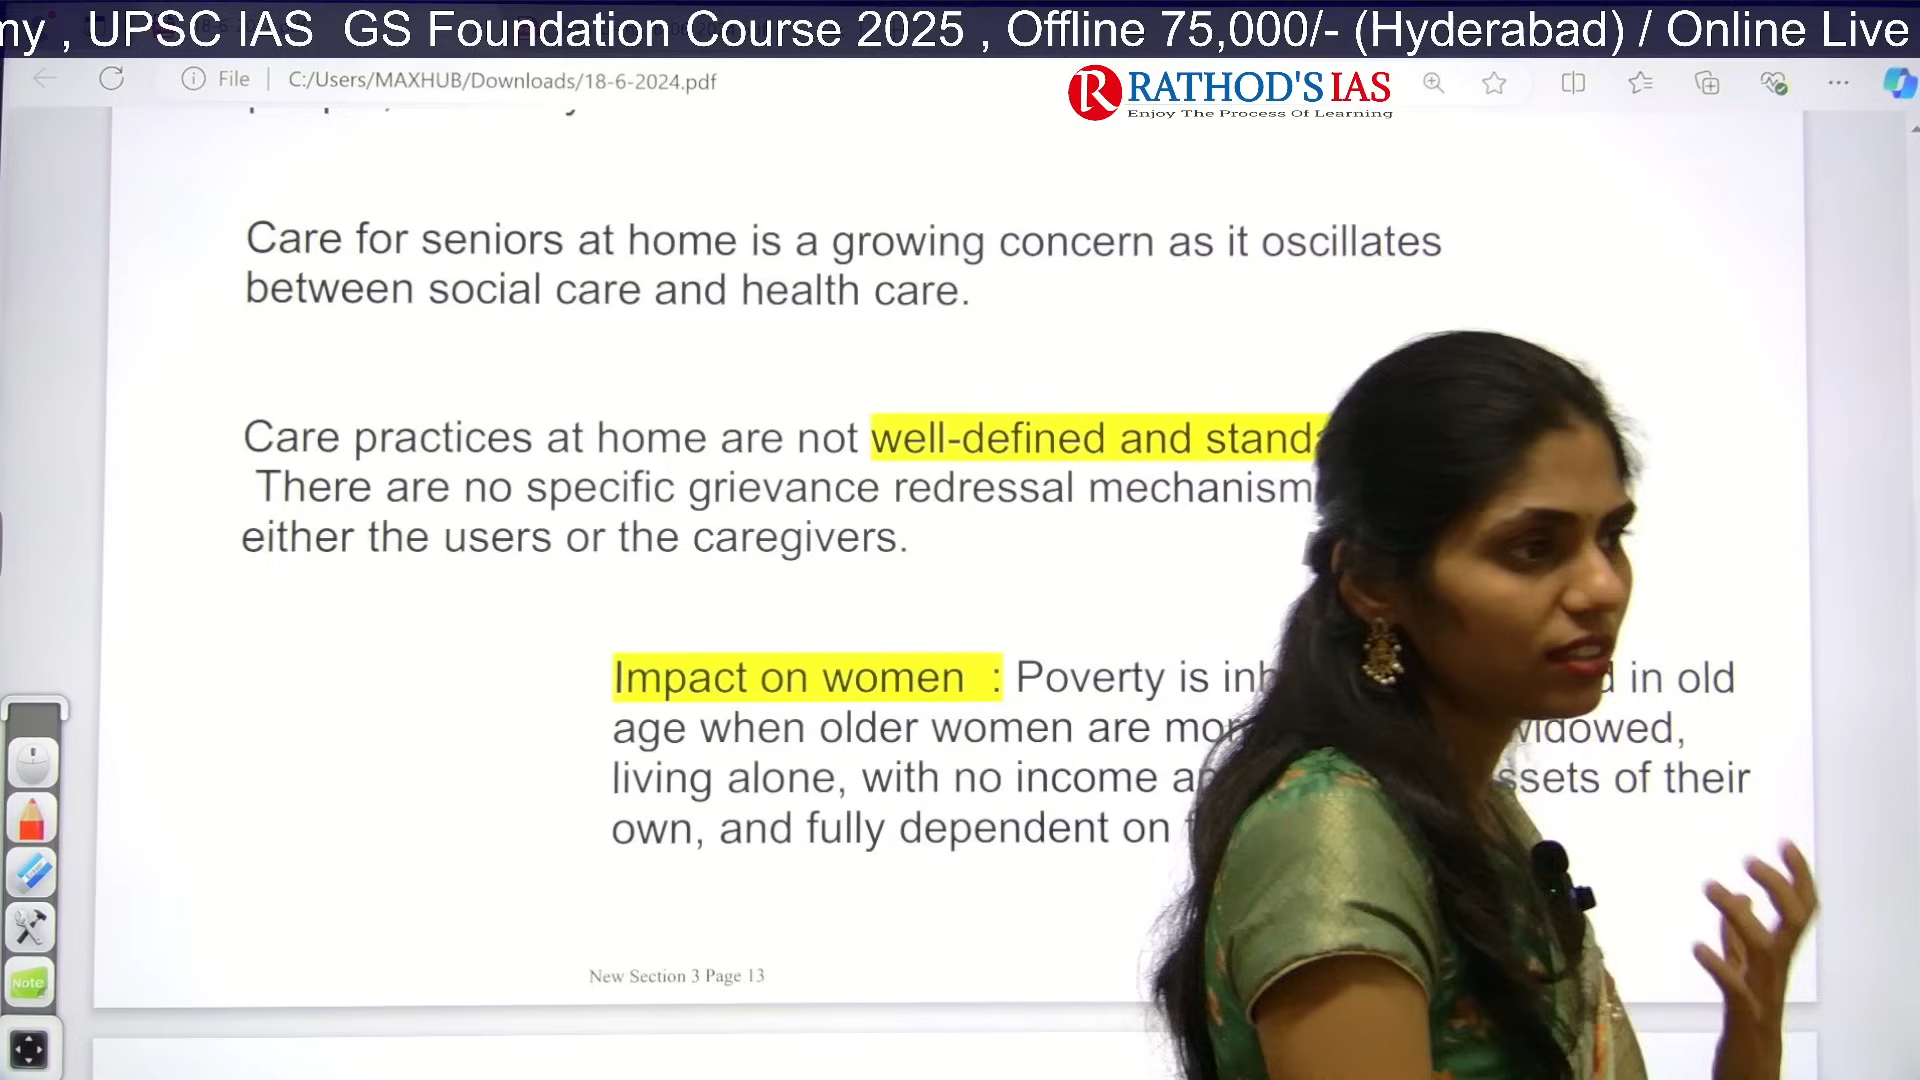 my , UPSC IAS  GS Foundation Course 2025 , Offline 75,000/- (Hyderabad) / Online Live
File | C:/Users/MAXHUB/Downloads/18-6-2024.pdf
R RATHOD'S IAS
Enjoy The Process Of Learning
Care for seniors at home is a growing concern as it oscillates
between social care and health care.
Care practices at home are not well-defined and
There are no specific grievance redressal mechanism
either the users or the caregivers.
Impact on women : Poverty is in old
age when older women are widowed,
living alone, with no income of their
own, and fully dependent on
New Section 3 Page 13
Note